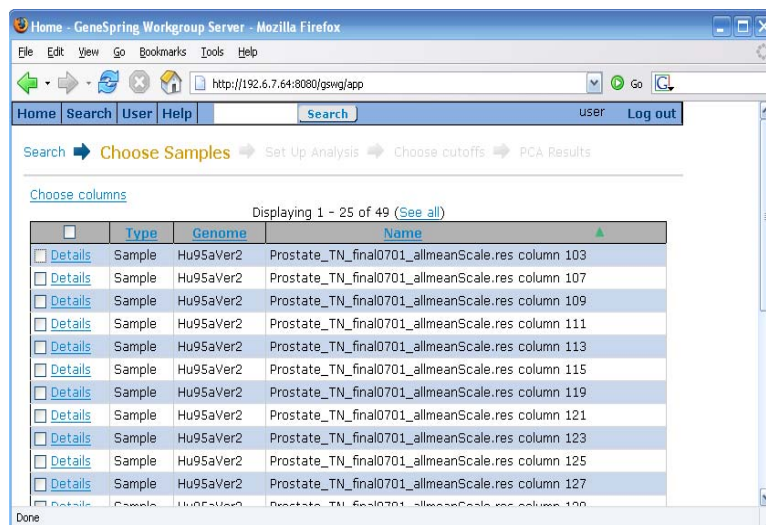 Home - GeneSpring Workgroup Server - Mozilla Firefox
File Edit View Go Bookmarks Tools Help
http://192.6.7.64:8080/gswg/app Go G
Home Search User Help Search user Log out
Search Choose Samples Set Up Analysis Choose cutoffs PCA Results
Choose columns
Displaying 1 - 25 of 49 (See all)
Type Genome Name
Details Sample Hu95aVer2 Prostate_TN_final0701_allmeanScale.res column 103
Details Sample Hu95aVer2 Prostate_TN_final0701_allmeanScale.res column 107
Details Sample Hu95aVer2 Prostate_TN_final0701_allmeanScale.res column 109
Details Sample Hu95aVer2 Prostate_TN_final0701_allmeanScale.res column 111
Details Sample Hu95aVer2 Prostate_TN_final0701_allmeanScale.res column 113
Details Sample Hu95aVer2 Prostate_TN_final0701_allmeanScale.res column 115
Details Sample Hu95aVer2 Prostate_TN_final0701_allmeanScale.res column 119
Details Sample Hu95aVer2 Prostate_TN_final0701_allmeanScale.res column 121
Details Sample Hu95aVer2 Prostate_TN_final0701_allmeanScale.res column 123
Details Sample Hu95aVer2 Prostate_TN_final0701_allmeanScale.res column 125
Details Sample Hu95aVer2 Prostate_TN_final0701_allmeanScale.res column 127
Details Sample Hu95aVer2 Prostate_TN_final0701_allmeanScale.res column
Done